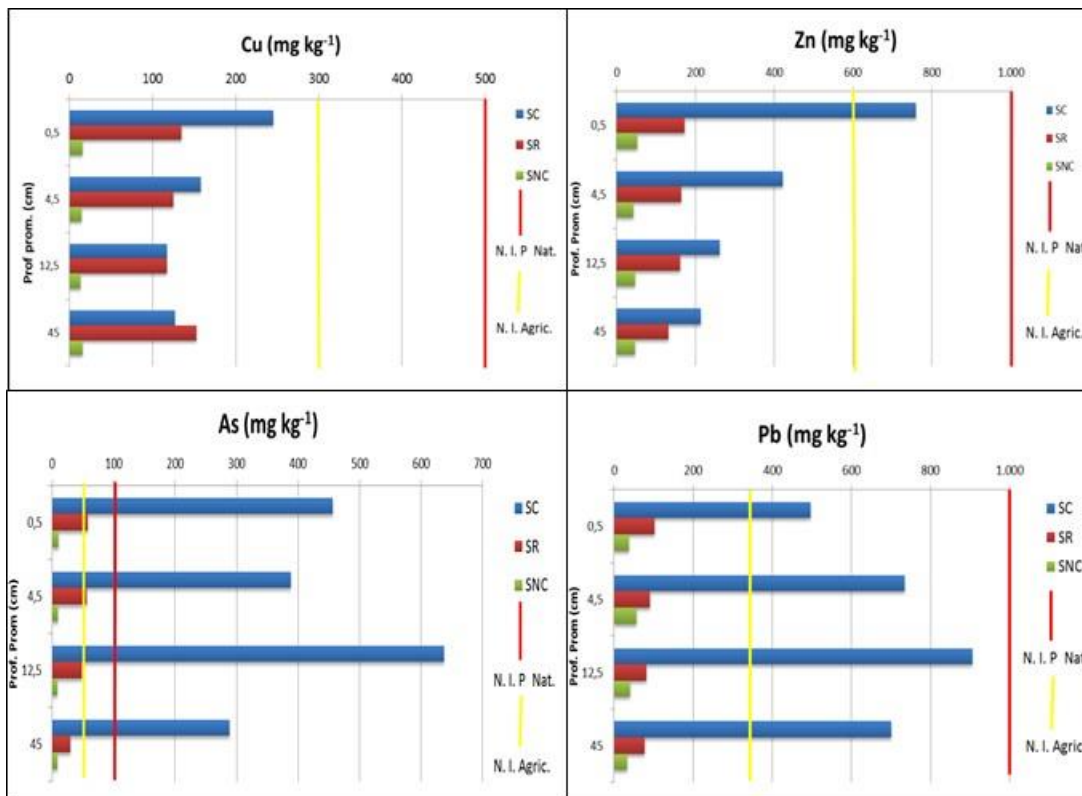 Cu (mg kg⁻¹)
0 100 200 300 400 500
Prof prom. (cm)
0,5
4,5
12,5
45
SC
SR
SNC
N. I. P Nat.
N. I. Agric.
Zn (mg kg⁻¹)
0 200 400 600 800 1.000
Prof. Prom (cm)
0,5
4,5
12,5
45
SC
SR
SNC
N. I. P Nat.
N. I. Agric.
As (mg kg⁻¹)
0 100 200 300 400 500 600 700
Prof. Prom (cm)
0,5
4,5
12,5
45
SC
SR
SNC
N. I. P Nat.
N. I. Agric.
Pb (mg kg⁻¹)
0 200 400 600 800 1.000
Prof. Prom (cm)
0,5
4,5
12,5
45
SC
SR
SNC
N. I. P Nat.
N. I. Agric.